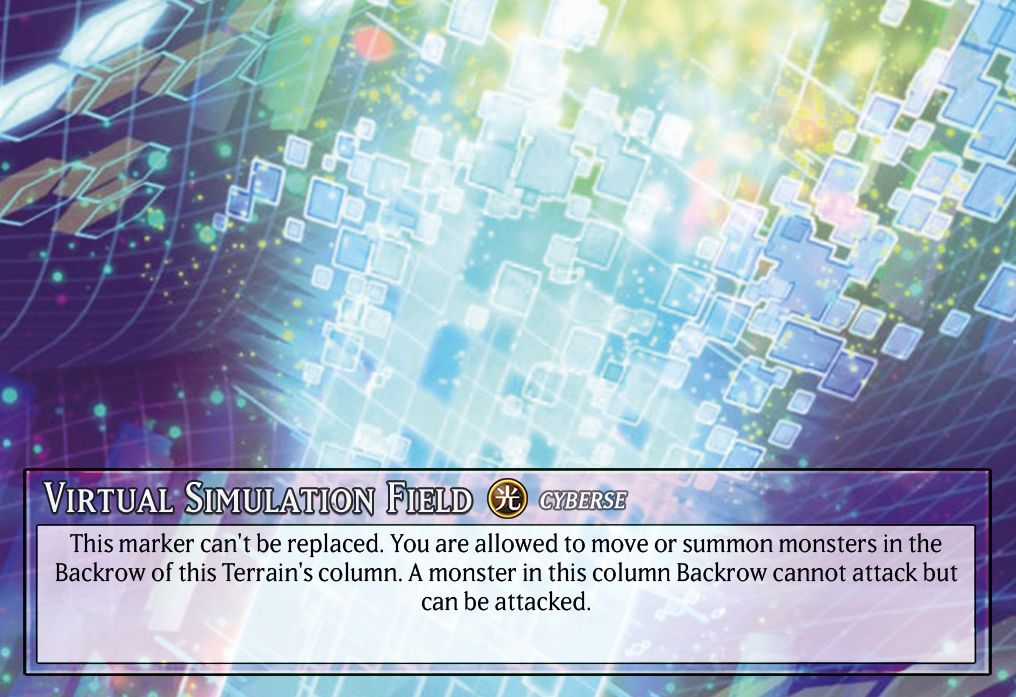 Virtual Simulation Field 光 CYBERSE
This marker can't be replaced. You are allowed to move or summon monsters in the
Backrow of this Terrain's column. A monster in this column Backrow cannot attack but
can be attacked.